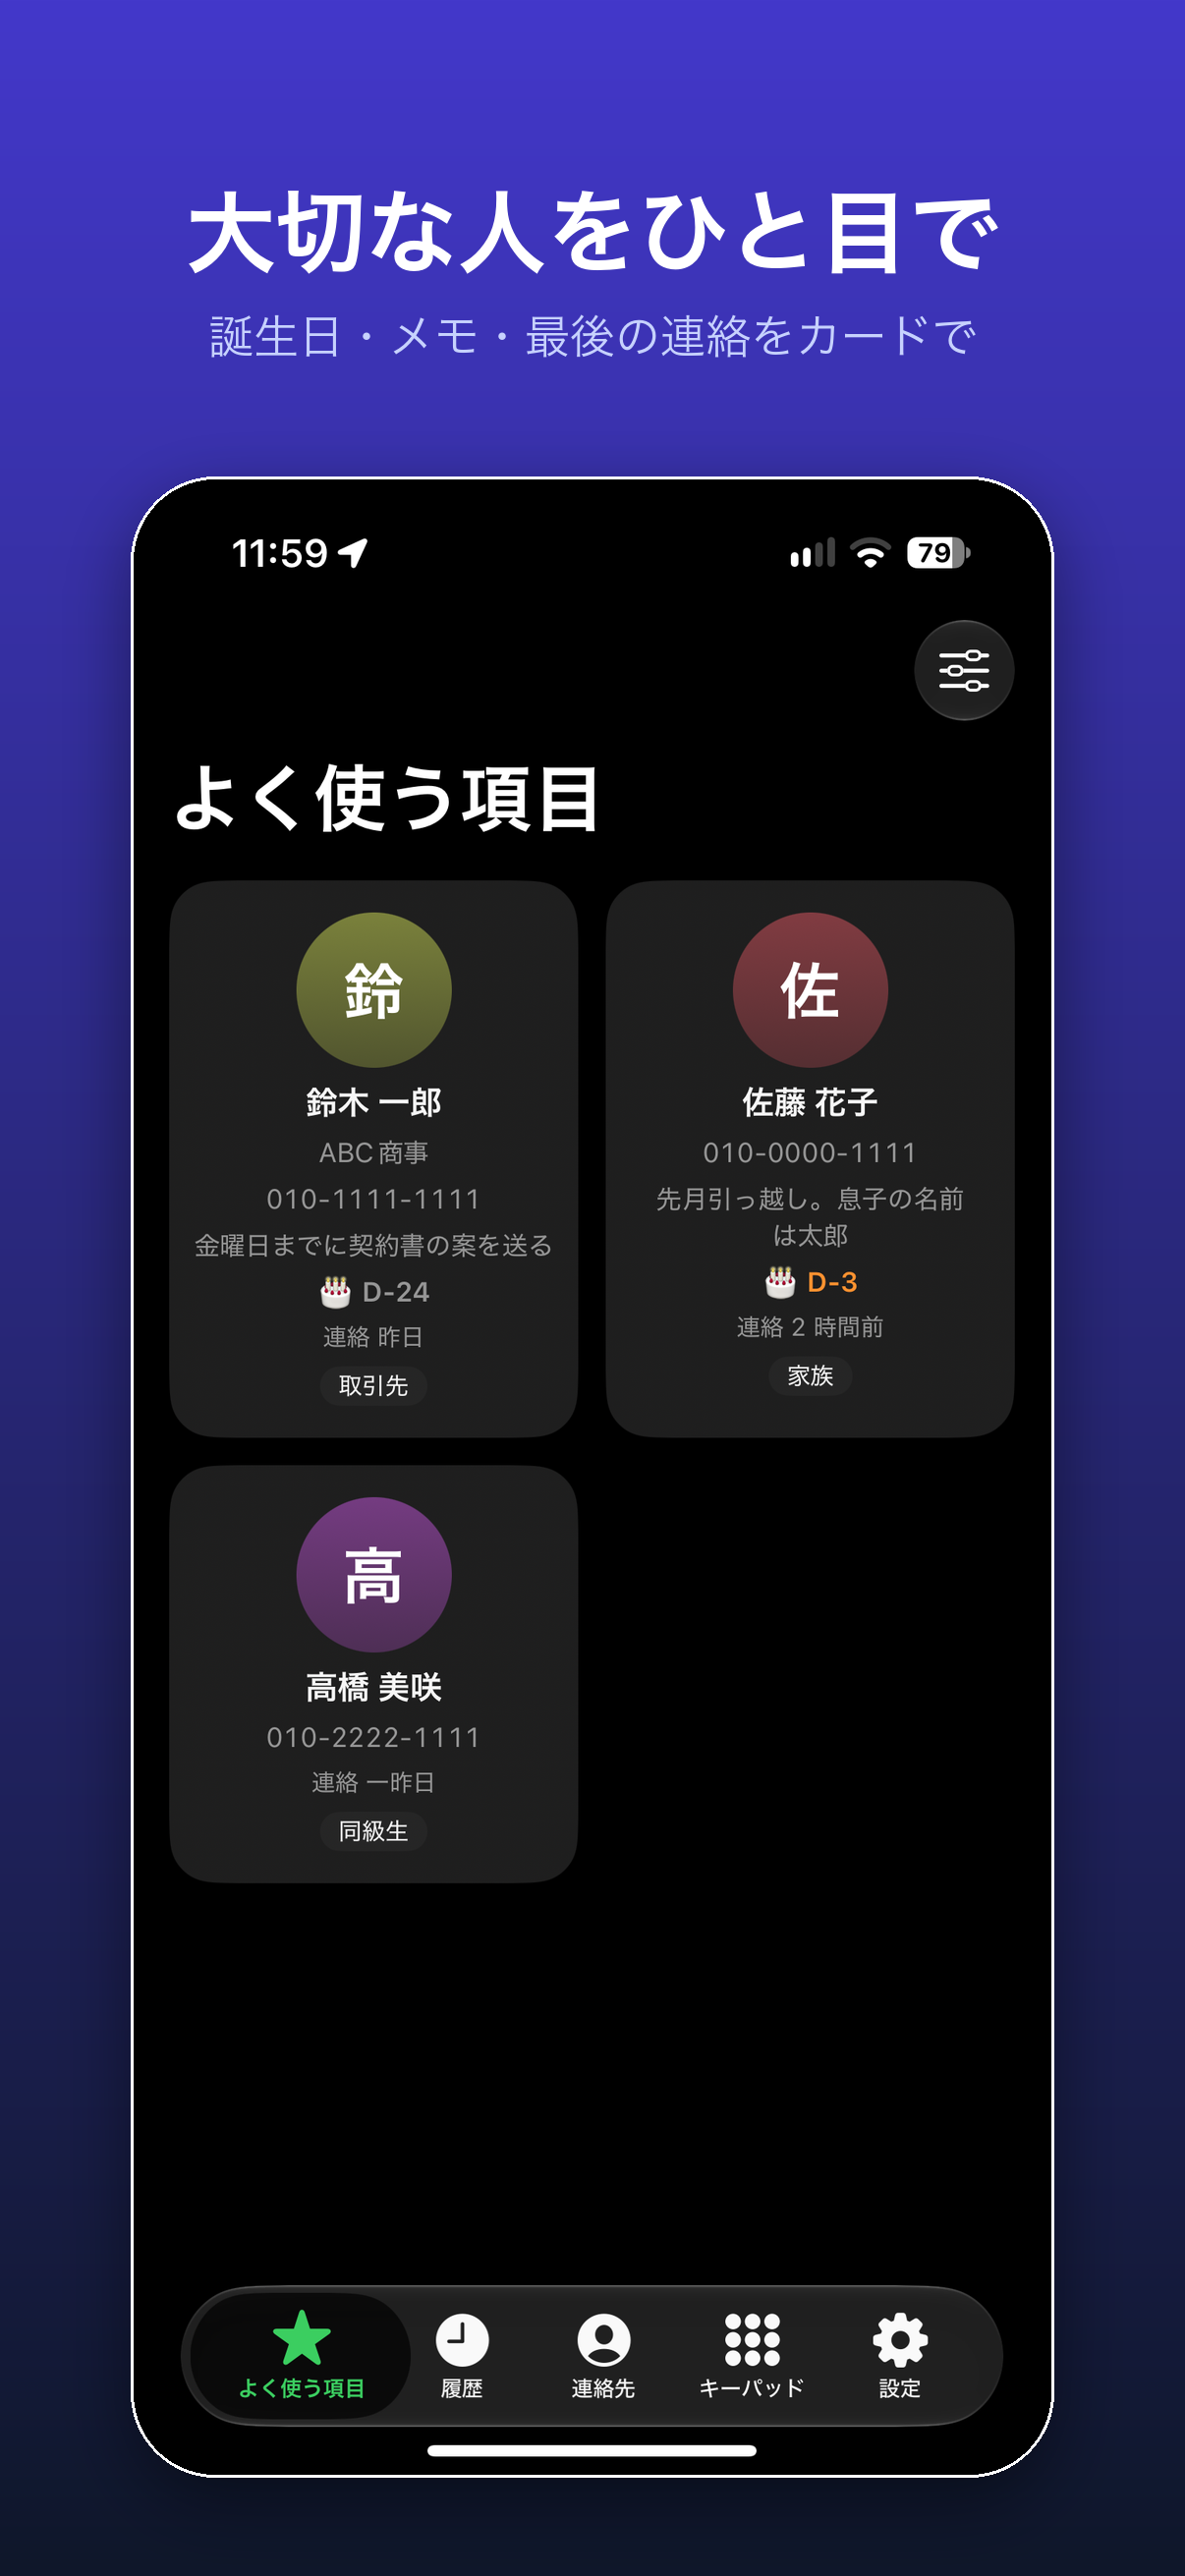 大切な人をひと目で
誕生日・メモ・最後の連絡をカードで
11:59
79
よく使う項目
鈴
鈴木 一郎
ABC商事
010-1111-1111
金曜日までに契約書の案を送る
D-24
連絡 昨日
取引先
佐
佐藤 花子
010-0000-1111
先月引っ越し。息子の名前
は太郎
D-3
連絡 2 時間前
家族
高
高橋 美咲
010-2222-1111
連絡 一昨日
同級生
よく使う項目
履歴
連絡先
キーパッド
設定